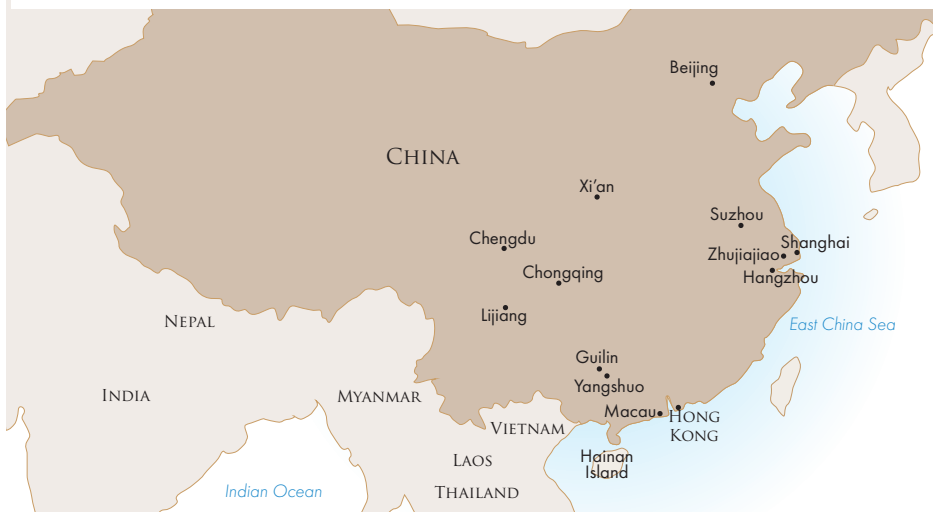 Beijing
CHINA
Xi’an
Suzhou
Chengdu
Shanghai
Zhujiajiao
Chongqing
Hangzhou
Lijiang
NEPAL
East China Sea
Guilin
Yangshuo
INDIA
MYANMAR
Macau
HONG
KONG
VIETNAM
Hainan
Island
LAOS
Indian Ocean
THAILAND